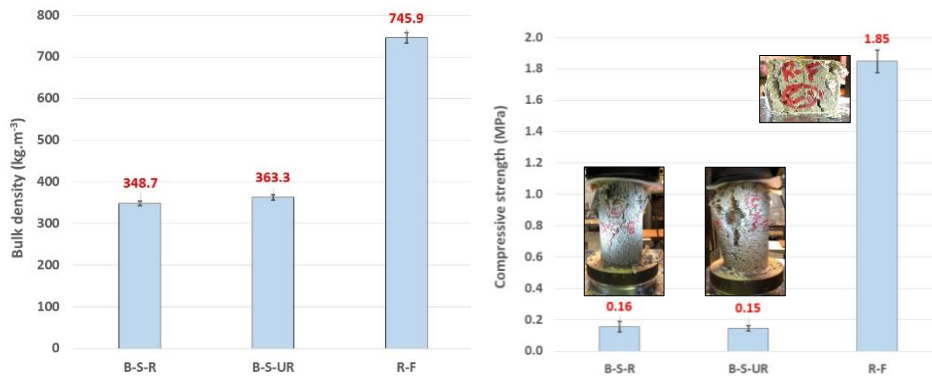 800
700
600
500
400
300
200
100
0
Bulk density (kg.m⁻³)
348.7
363.3
745.9
B-S-R
B-S-UR
R-F
2.0
1.8
1.6
1.4
1.2
1.0
0.8
0.6
0.4
0.2
0.0
Compressive strength (MPa)
0.16
0.15
1.85
R-F
B-S-R
B-S-UR
R-F